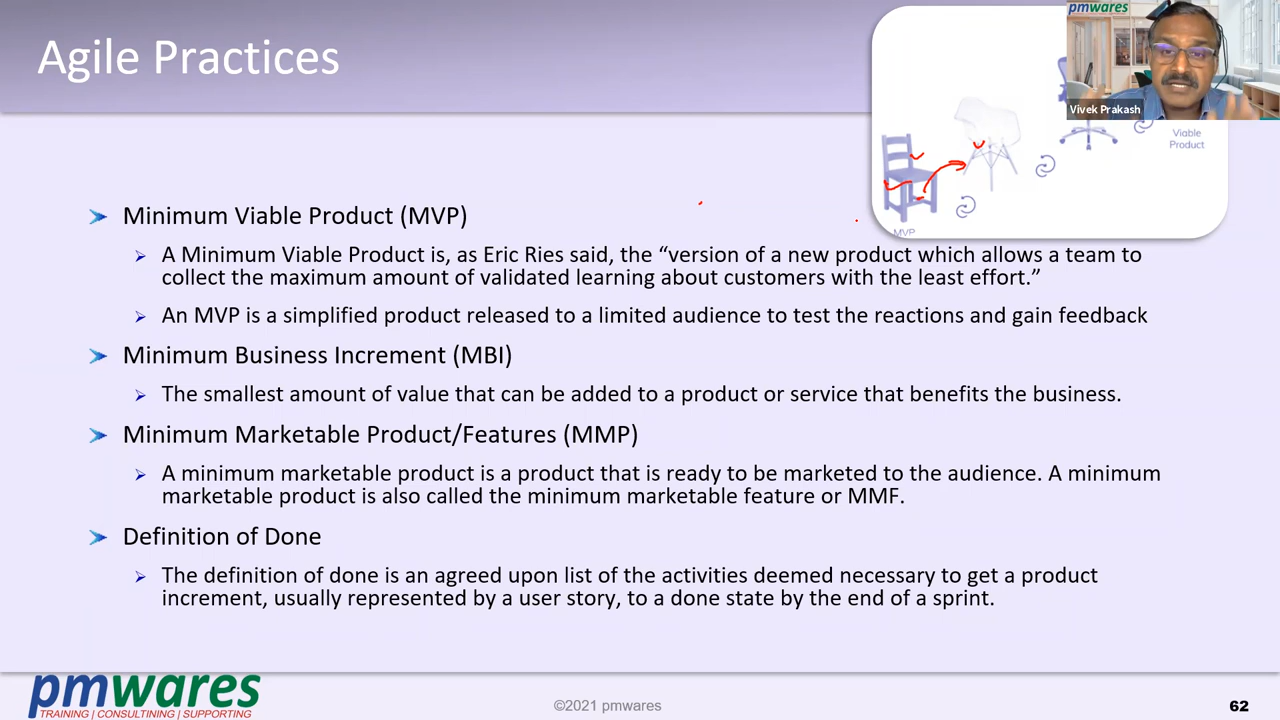 Agile Practices
pmwares
Vivek Prakash
Viable
Product
MVP
Minimum Viable Product (MVP)
A Minimum Viable Product is, as Eric Ries said, the “version of a new product which allows a team to
collect the maximum amount of validated learning about customers with the least effort.”
An MVP is a simplified product released to a limited audience to test the reactions and gain feedback
Minimum Business Increment (MBI)
The smallest amount of value that can be added to a product or service that benefits the business.
Minimum Marketable Product/Features (MMP)
A minimum marketable product is a product that is ready to be marketed to the audience. A minimum
marketable product is also called the minimum marketable feature or MMF.
Definition of Done
The definition of done is an agreed upon list of the activities deemed necessary to get a product
increment, usually represented by a user story, to a done state by the end of a sprint.
pmwares
TRAINING | CONSULTINING | SUPPORTING
©2021 pmwares
62